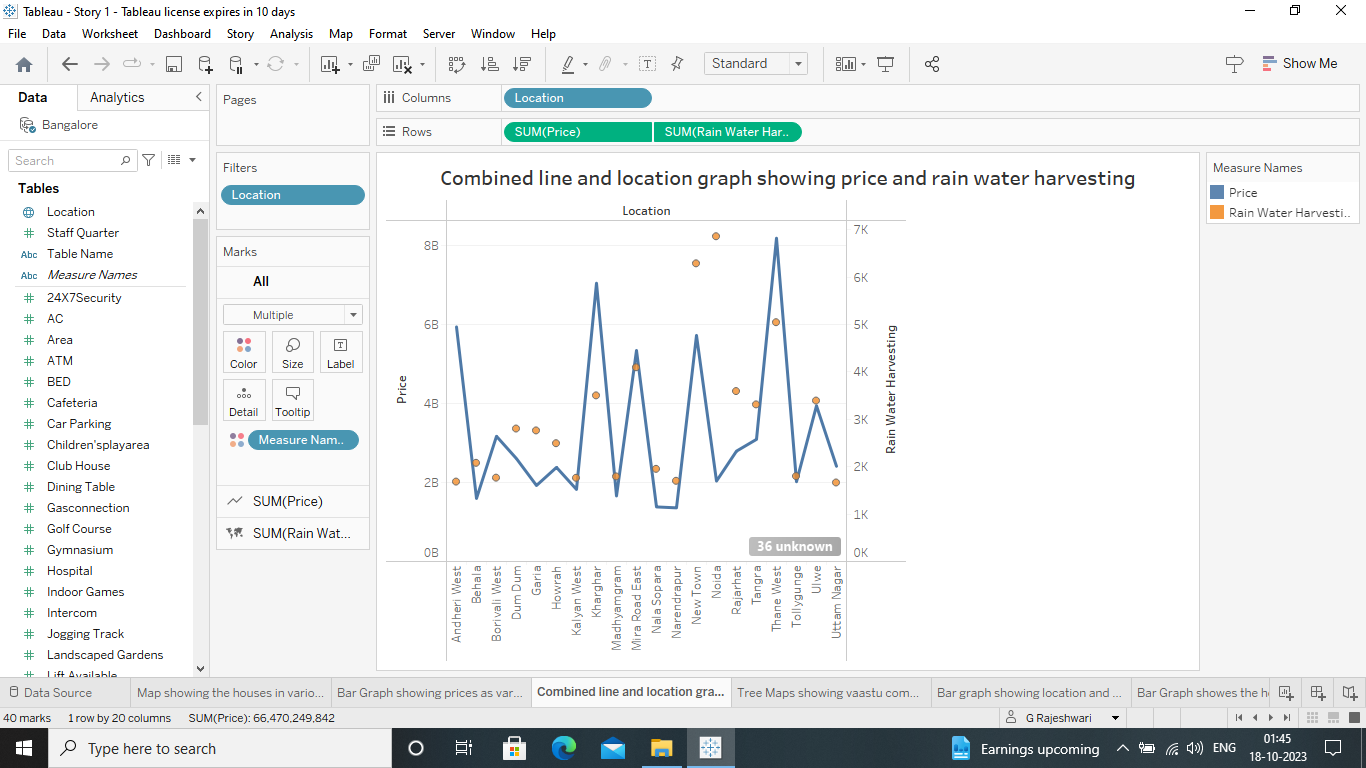 Tableau - Story 1 - Tableau license expires in 10 days
File Data Worksheet Dashboard Story Analysis Map Format Server Window Help
Standard
Show Me
Data Analytics
Bangalore
Search
Tables
Location
Staff Quarter
Abc Table Name
Abc Measure Names
24X7Security
AC
Area
ATM
BED
Cafeteria
Car Parking
Children'splayarea
Club House
Dining Table
Gasconnection
Golf Course
Gymnasium
Hospital
Indoor Games
Intercom
Jogging Track
Landscaped Gardens
Lift Available
Pages
Filters
Location
Marks
All
Multiple
Color Size Label
Detail Tooltip
Measure Nam..
SUM(Price)
SUM(Rain Wat...
Columns Location
Rows SUM(Price) SUM(Rain Water Har..
Combined line and location graph showing price and rain water harvesting
Location
Price
8B
6B
4B
2B
0B
7K
6K
5K
4K
3K
2K
1K
0K
Rain Water Harvesting
36 unknown
Andheri West
Behala
Borivali West
Dum Dum
Garia
Howrah
Kalyan West
Kharghar
Madhyamgram
Mira Road East
Nala Sopara
Narendrapur
New Town
Noida
Rajarhat
Tangra
Thane West
Tollygunge
Ulwe
Uttam Nagar
Measure Names
Price
Rain Water Harvesti..
Data Source Map showing the houses in vario... Bar Graph showing prices as var... Combined line and location gra... Tree Maps showing vaastu com... Bar graph showing location and ... Bar Graph showes the h
40 marks 1 row by 20 columns SUM(Price): 66,470,249,842 G Rajeshwari
Type here to search Earnings upcoming ENG 01:45
18-10-2023